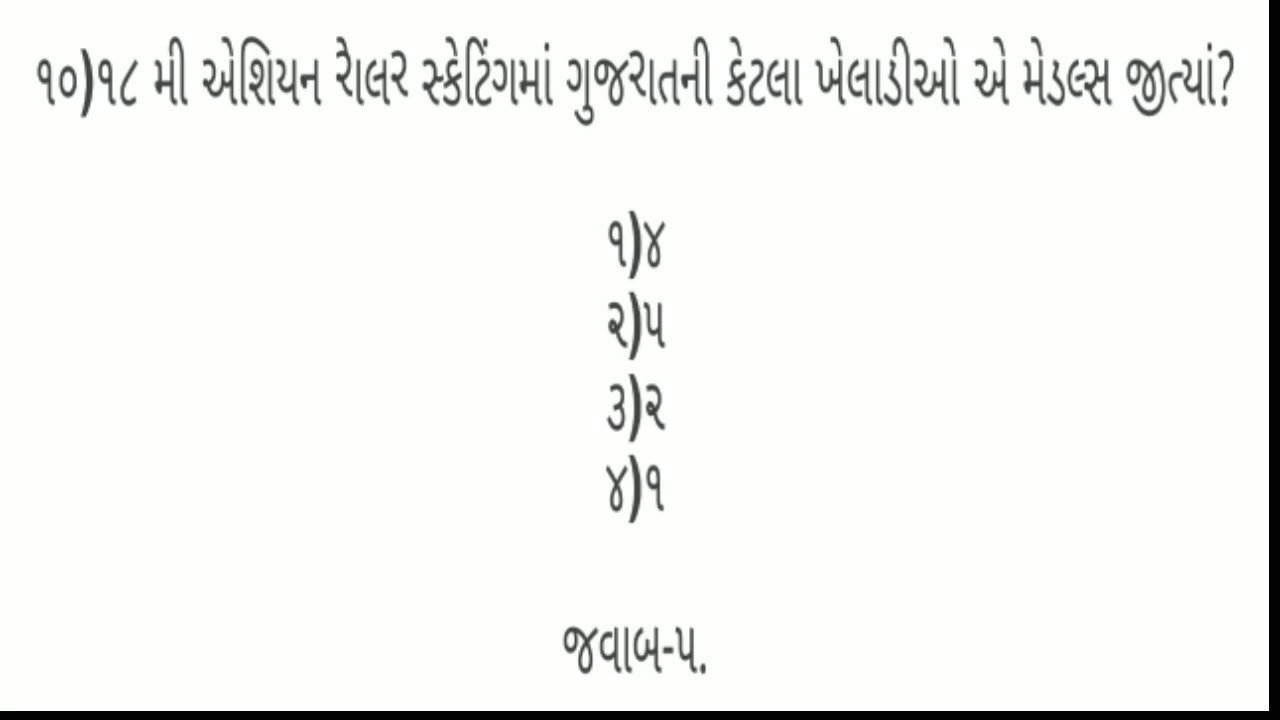 ૧૦)૧૮ મી એશિયન રોલર સ્કેટિંગમાં ગુજરાતની કેટલા ખેલાડીઓ એ મેડલ્સ જીત્યાં?
૧)૪
૨)૫
૩)૨
૪)૧
જવાબ-૫.